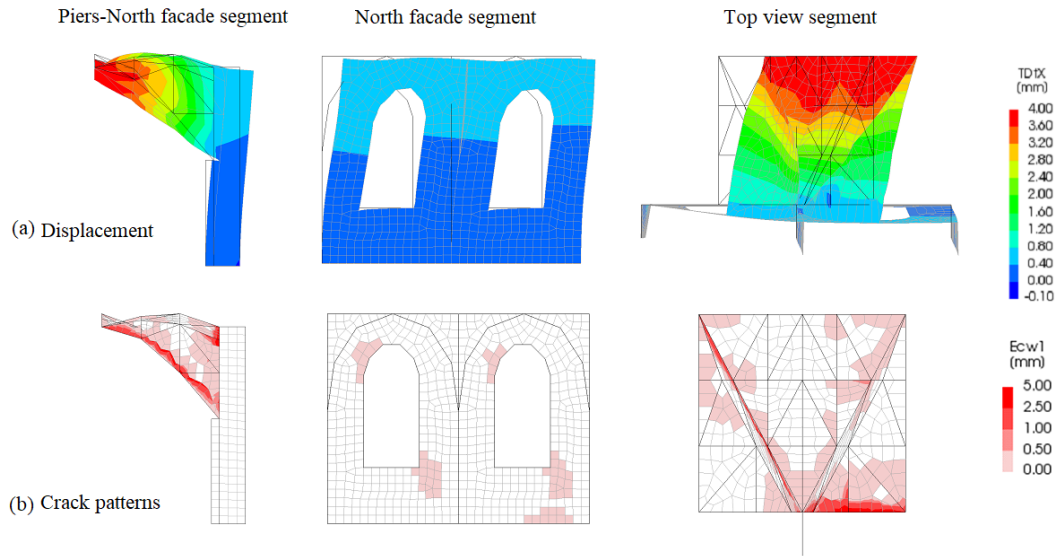 Piers-North facade segment
North facade segment
Top view segment
TDtX
(mm)
4.00
3.60
3.20
2.80
2.40
2.00
1.60
1.20
0.80
0.40
0.00
-0.10
(a) Displacement
Ecw1
(mm)
5.00
2.50
1.00
0.50
0.00
(b) Crack patterns